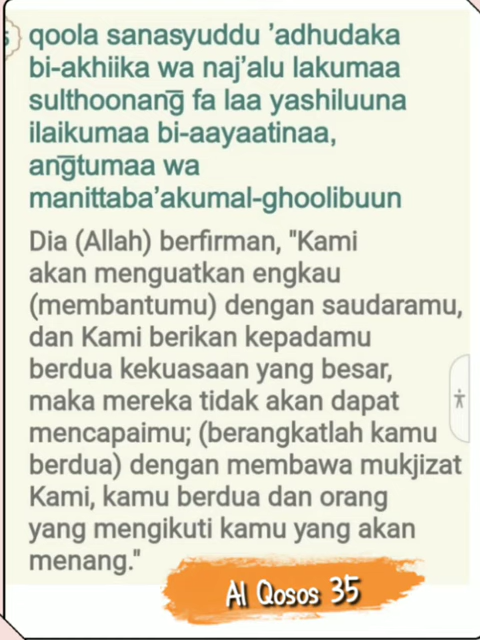 5
qoola sanasyuddu ’adhudaka
bi-akhiika wa naj’alu lakumaa
sulthoonang̅ fa laa yashiluuna
ilaikumaa bi-aayaatinaa,
ang̅tumaa wa
manittaba’akumal-ghoolibuun
Dia (Allah) berfirman, "Kami
akan menguatkan engkau
(membantumu) dengan saudaramu,
dan Kami berikan kepadamu
berdua kekuasaan yang besar,
maka mereka tidak akan dapat
mencapaimu; (berangkatlah kamu
berdua) dengan membawa mukjizat
Kami, kamu berdua dan orang
yang mengikuti kamu yang akan
menang."
Al Qosos 35